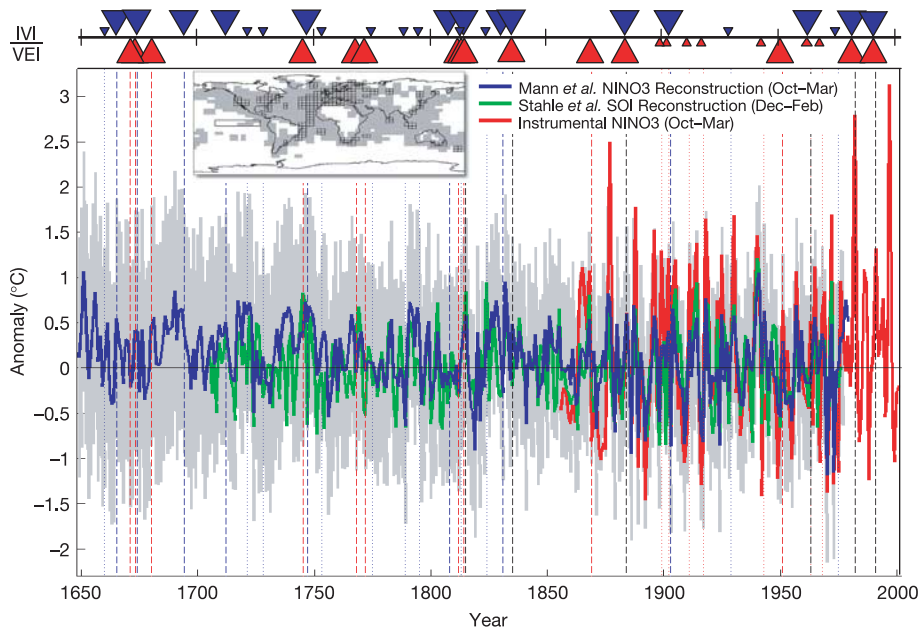 IVI
VEI
Mann et al. NINO3 Reconstruction (Oct–Mar)
Stahle et al. SOI Reconstruction (Dec–Feb)
Instrumental NINO3 (Oct–Mar)
3
2.5
2
1.5
1
0.5
0
−0.5
−1
−1.5
−2
Anomaly (°C)
1650
1700
1750
1800
1850
1900
1950
2000
Year